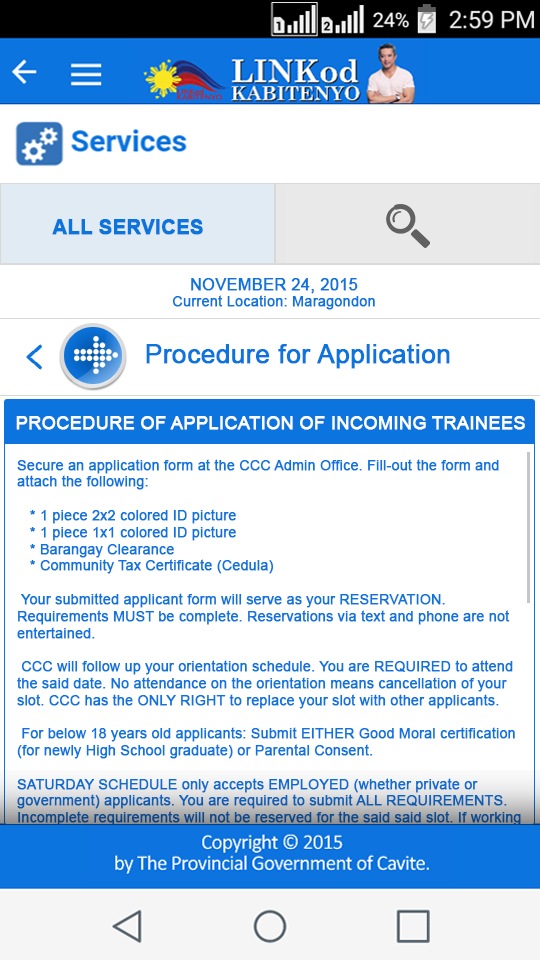 24% 2:59 PM
LINKod
KABITENYO
Services
ALL SERVICES
NOVEMBER 24, 2015
Current Location: Maragondon
Procedure for Application
PROCEDURE OF APPLICATION OF INCOMING TRAINEES
Secure an application form at the CCC Admin Office. Fill-out the form and
attach the following:
* 1 piece 2x2 colored ID picture
* 1 piece 1x1 colored ID picture
* Barangay Clearance
* Community Tax Certificate (Cedula)
Your submitted applicant form will serve as your RESERVATION.
Requirements MUST be complete. Reservations via text and phone are not
entertained.
CCC will follow up your orientation schedule. You are REQUIRED to attend
the said date. No attendance on the orientation means cancellation of your
slot. CCC has the ONLY RIGHT to replace your slot with other applicants.
For below 18 years old applicants: Submit EITHER Good Moral certification
(for newly High School graduate) or Parental Consent.
SATURDAY SCHEDULE only accepts EMPLOYED (whether private or
government) applicants. You are required to submit ALL REQUIREMENTS.
Incomplete requirements will not be reserved for the said said slot. If working
Copyright © 2015
by The Provincial Government of Cavite.